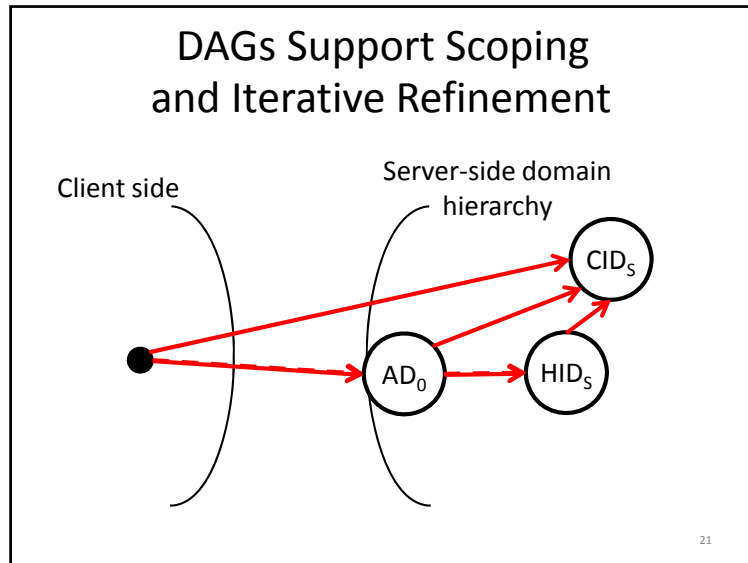 DAGs Support Scoping
and Iterative Refinement
Client side
Server-side domain
hierarchy
CIDₛ
AD₀
HIDₛ
21